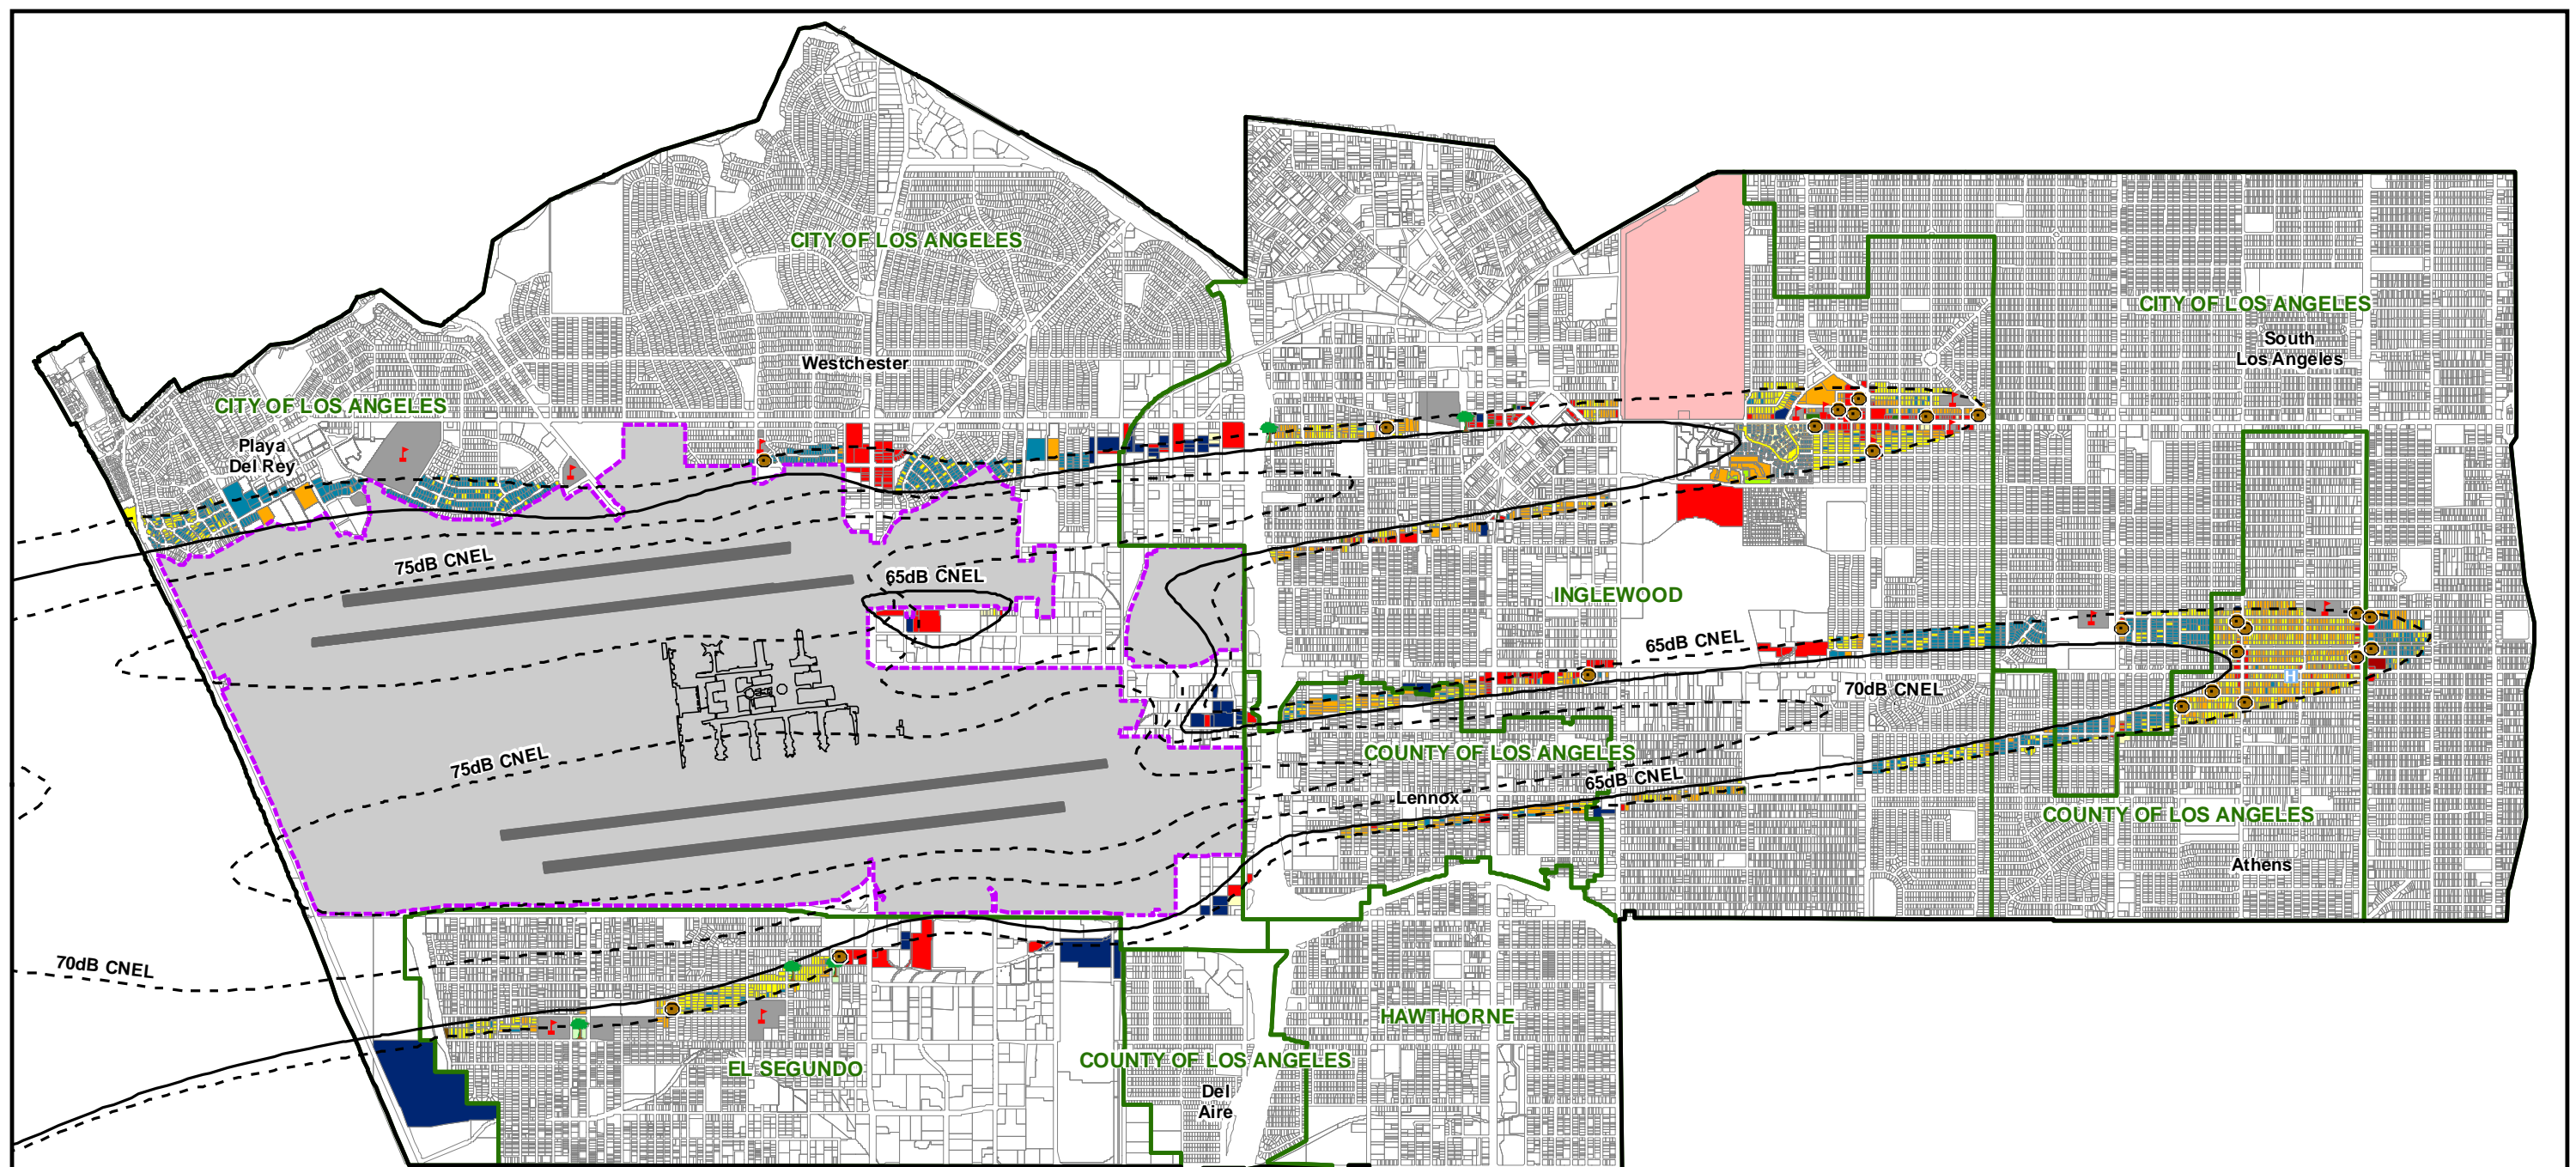 CITY OF LOS ANGELES
CITY OF LOS ANGELES
South
Los Angeles
Westchester
CITY OF LOS ANGELES
Playa
Del Rey
75dB CNEL
65dB CNEL
INGLEWOOD
65dB CNEL
H
70dB CNEL
75dB CNEL
COUNTY OF LOS ANGELES
65dB CNEL
Lennox
COUNTY OF LOS ANGELES
Athens
70dB CNEL
HAWTHORNE
EL SEGUNDO
COUNTY OF LOS ANGELES
Del
Aire